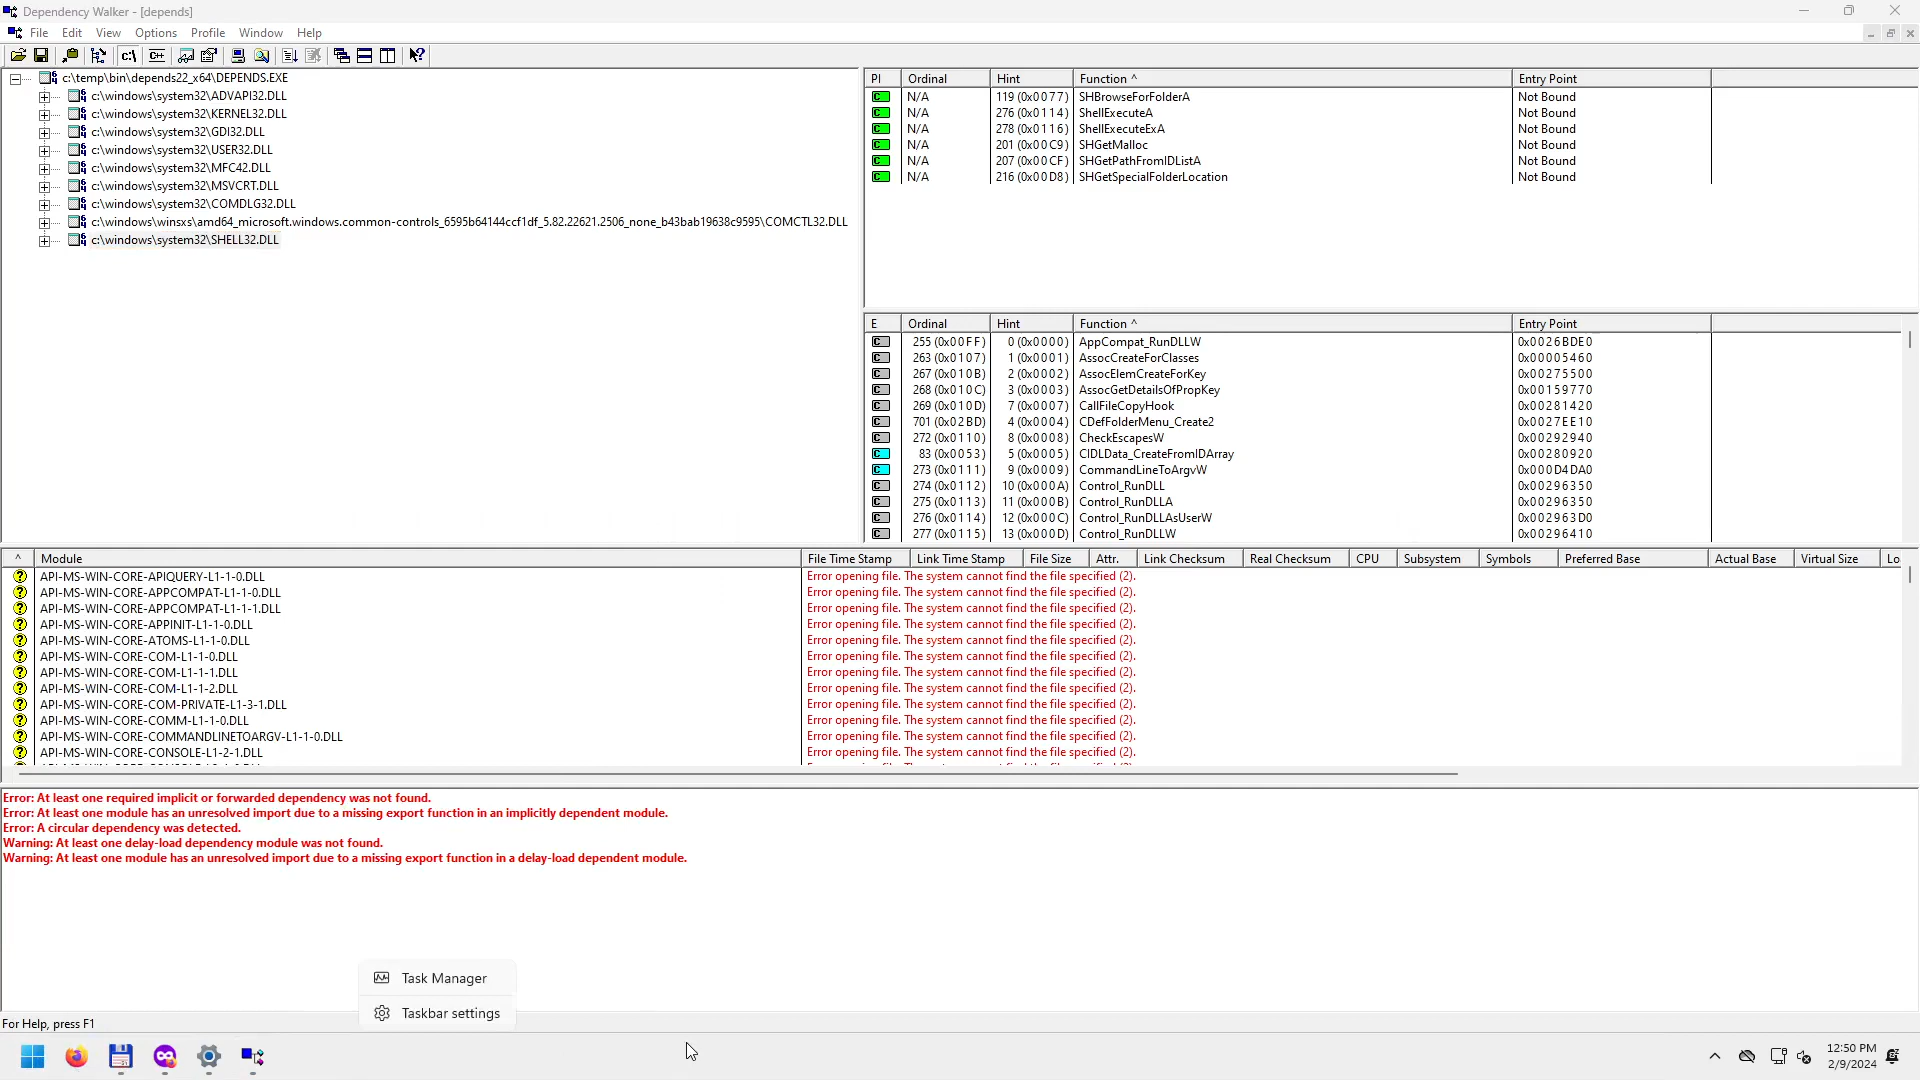 Dependency Walker - [depends]
File Edit View Options Profile Window Help
c:\ C++
c:\temp\bin\depends22_x64\DEPENDS.EXE
c:\windows\system32\ADVAPI32.DLL
c:\windows\system32\KERNEL32.DLL
c:\windows\system32\GDI32.DLL
c:\windows\system32\USER32.DLL
c:\windows\system32\MFC42.DLL
c:\windows\system32\MSVCRT.DLL
c:\windows\system32\COMDLG32.DLL
c:\windows\winsxs\amd64_microsoft.windows.common-controls_6595b64144ccf1df_5.82.22621.2506_none_b43bab19638c9595\COMCTL32.DLL
c:\windows\system32\SHELL32.DLL
PI Ordinal Hint Function ^ Entry Point
C N/A 119 (0x0077) SHBrowseForFolderA Not Bound
C N/A 276 (0x0114) ShellExecuteA Not Bound
C N/A 278 (0x0116) ShellExecuteExA Not Bound
C N/A 201 (0x00C9) SHGetMalloc Not Bound
C N/A 207 (0x00CF) SHGetPathFromIDListA Not Bound
C N/A 216 (0x00D8) SHGetSpecialFolderLocation Not Bound
E Ordinal Hint Function ^ Entry Point
C 255 (0x00FF) 0 (0x0000) AppCompat_RunDLLW 0x0026BDE0
C 263 (0x0107) 1 (0x0001) AssocCreateForClasses 0x00005460
C 267 (0x010B) 2 (0x0002) AssocElemCreateForKey 0x00275500
C 268 (0x010C) 3 (0x0003) AssocGetDetailsOfPropKey 0x00159770
C 269 (0x010D) 7 (0x0007) CallFileCopyHook 0x00281420
C 701 (0x02BD) 4 (0x0004) CDefFolderMenu_Create2 0x0027EE10
C 272 (0x0110) 8 (0x0008) CheckEscapesW 0x00292940
C 83 (0x0053) 5 (0x0005) CIDLData_CreateFromIDArray 0x00280920
C 273 (0x0111) 9 (0x0009) CommandLineToArgvW 0x000D4DA0
C 274 (0x0112) 10 (0x000A) Control_RunDLL 0x00296350
C 275 (0x0113) 11 (0x000B) Control_RunDLLA 0x00296350
C 276 (0x0114) 12 (0x000C) Control_RunDLLAsUserW 0x002963D0
C 277 (0x0115) 13 (0x000D) Control_RunDLLW 0x00296410
^ Module File Time Stamp Link Time Stamp File Size Attr. Link Checksum Real Checksum CPU Subsystem Symbols Preferred Base Actual Base Virtual Size Lo
API-MS-WIN-CORE-APIQUERY-L1-1-0.DLL Error opening file. The system cannot find the file specified (2).
API-MS-WIN-CORE-APPCOMPAT-L1-1-0.DLL Error opening file. The system cannot find the file specified (2).
API-MS-WIN-CORE-APPCOMPAT-L1-1-1.DLL Error opening file. The system cannot find the file specified (2).
API-MS-WIN-CORE-APPINIT-L1-1-0.DLL Error opening file. The system cannot find the file specified (2).
API-MS-WIN-CORE-ATOMS-L1-1-0.DLL Error opening file. The system cannot find the file specified (2).
API-MS-WIN-CORE-COM-L1-1-0.DLL Error opening file. The system cannot find the file specified (2).
API-MS-WIN-CORE-COM-L1-1-1.DLL Error opening file. The system cannot find the file specified (2).
API-MS-WIN-CORE-COM-L1-1-2.DLL Error opening file. The system cannot find the file specified (2).
API-MS-WIN-CORE-COM-PRIVATE-L1-3-1.DLL Error opening file. The system cannot find the file specified (2).
API-MS-WIN-CORE-COMM-L1-1-0.DLL Error opening file. The system cannot find the file specified (2).
API-MS-WIN-CORE-COMMANDLINETOARGV-L1-1-0.DLL Error opening file. The system cannot find the file specified (2).
API-MS-WIN-CORE-CONSOLE-L1-2-1.DLL Error opening file. The system cannot find the file specified (2).
Error: At least one required implicit or forwarded dependency was not found.
Error: At least one module has an unresolved import due to a missing export function in an implicitly dependent module.
Error: A circular dependency was detected.
Warning: At least one delay-load dependency module was not found.
Warning: At least one module has an unresolved import due to a missing export function in a delay-load dependent module.
Task Manager
Taskbar settings
For Help, press F1
12:50 PM
2/9/2024